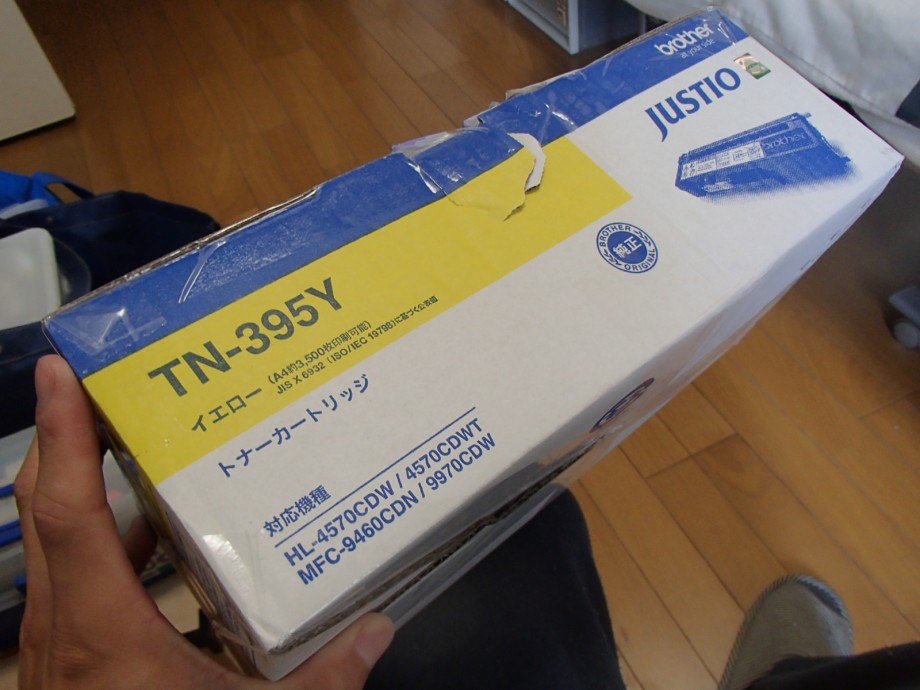 brother
at your side
JUSTIO
brother
BROTHER
純正
ORIGINAL
TN-395Y
イエロー（A4約3,500枚印刷可能）
JIS X 6932（ISO/IEC 19798）に基づく公表値
トナーカートリッジ
対応機種
HL-4570CDW / 4570CDWT
MFC-9460CDN / 9970CDW